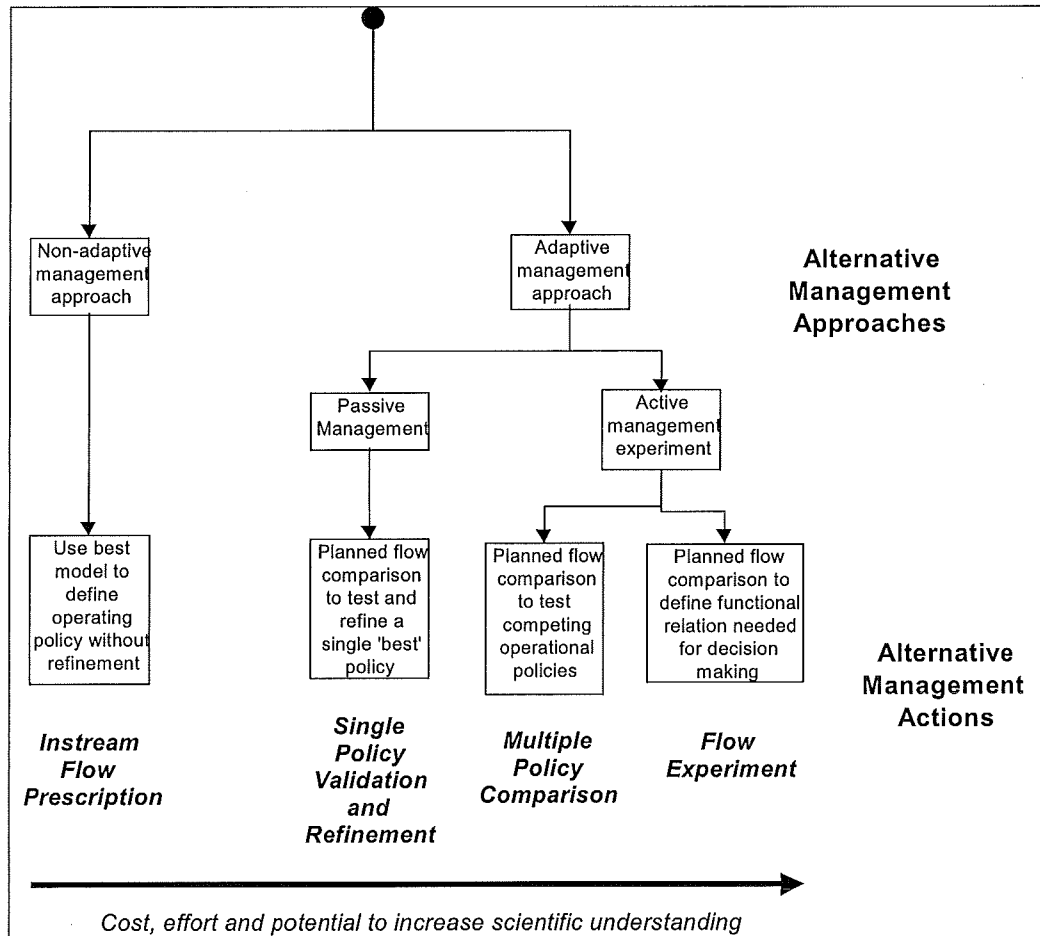 Non-adaptive
management
approach
Adaptive
management
approach
Alternative
Management
Approaches
Passive
Management
Active
management
experiment
Use best
model to
define
operating
policy without
refinement
Planned flow
comparison
to test and
refine a
single 'best'
policy
Planned flow
comparison
to test
competing
operational
policies
Planned flow
comparison to
define functional
relation needed
for decision
making
Alternative
Management
Actions
Instream
Flow
Prescription
Single
Policy
Validation
and
Refinement
Multiple
Policy
Comparison
Flow
Experiment
Cost, effort and potential to increase scientific understanding